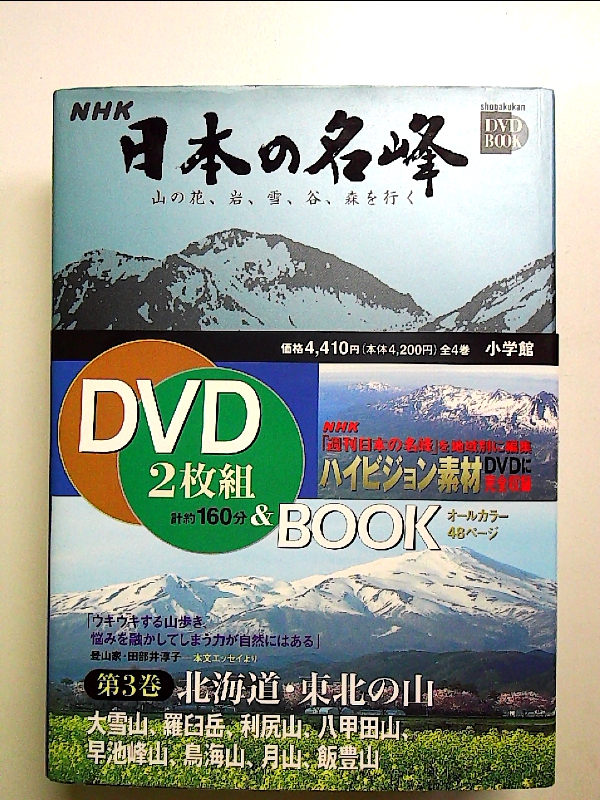 NHK
日本の名峰
山の花、岩、雪、谷、森を行く
shogakukan
DVD
BOOK
価格4,410円(本体4,200円) 全4巻 小学館
DVD
2枚組
計約160分
&BOOK
NHK
「週刊日本の名峰」を地域別に編集
ハイビジョン素材
DVDに
完全収録
オールカラー
48ページ
「ウキウキする山歩き。
悩みを融かしてしまう力が自然にはある」
登山家・田部井淳子―本文エッセイより
第3巻 北海道・東北の山
大雪山、羅臼岳、利尻山、八甲田山、
早池峰山、鳥海山、月山、飯豊山